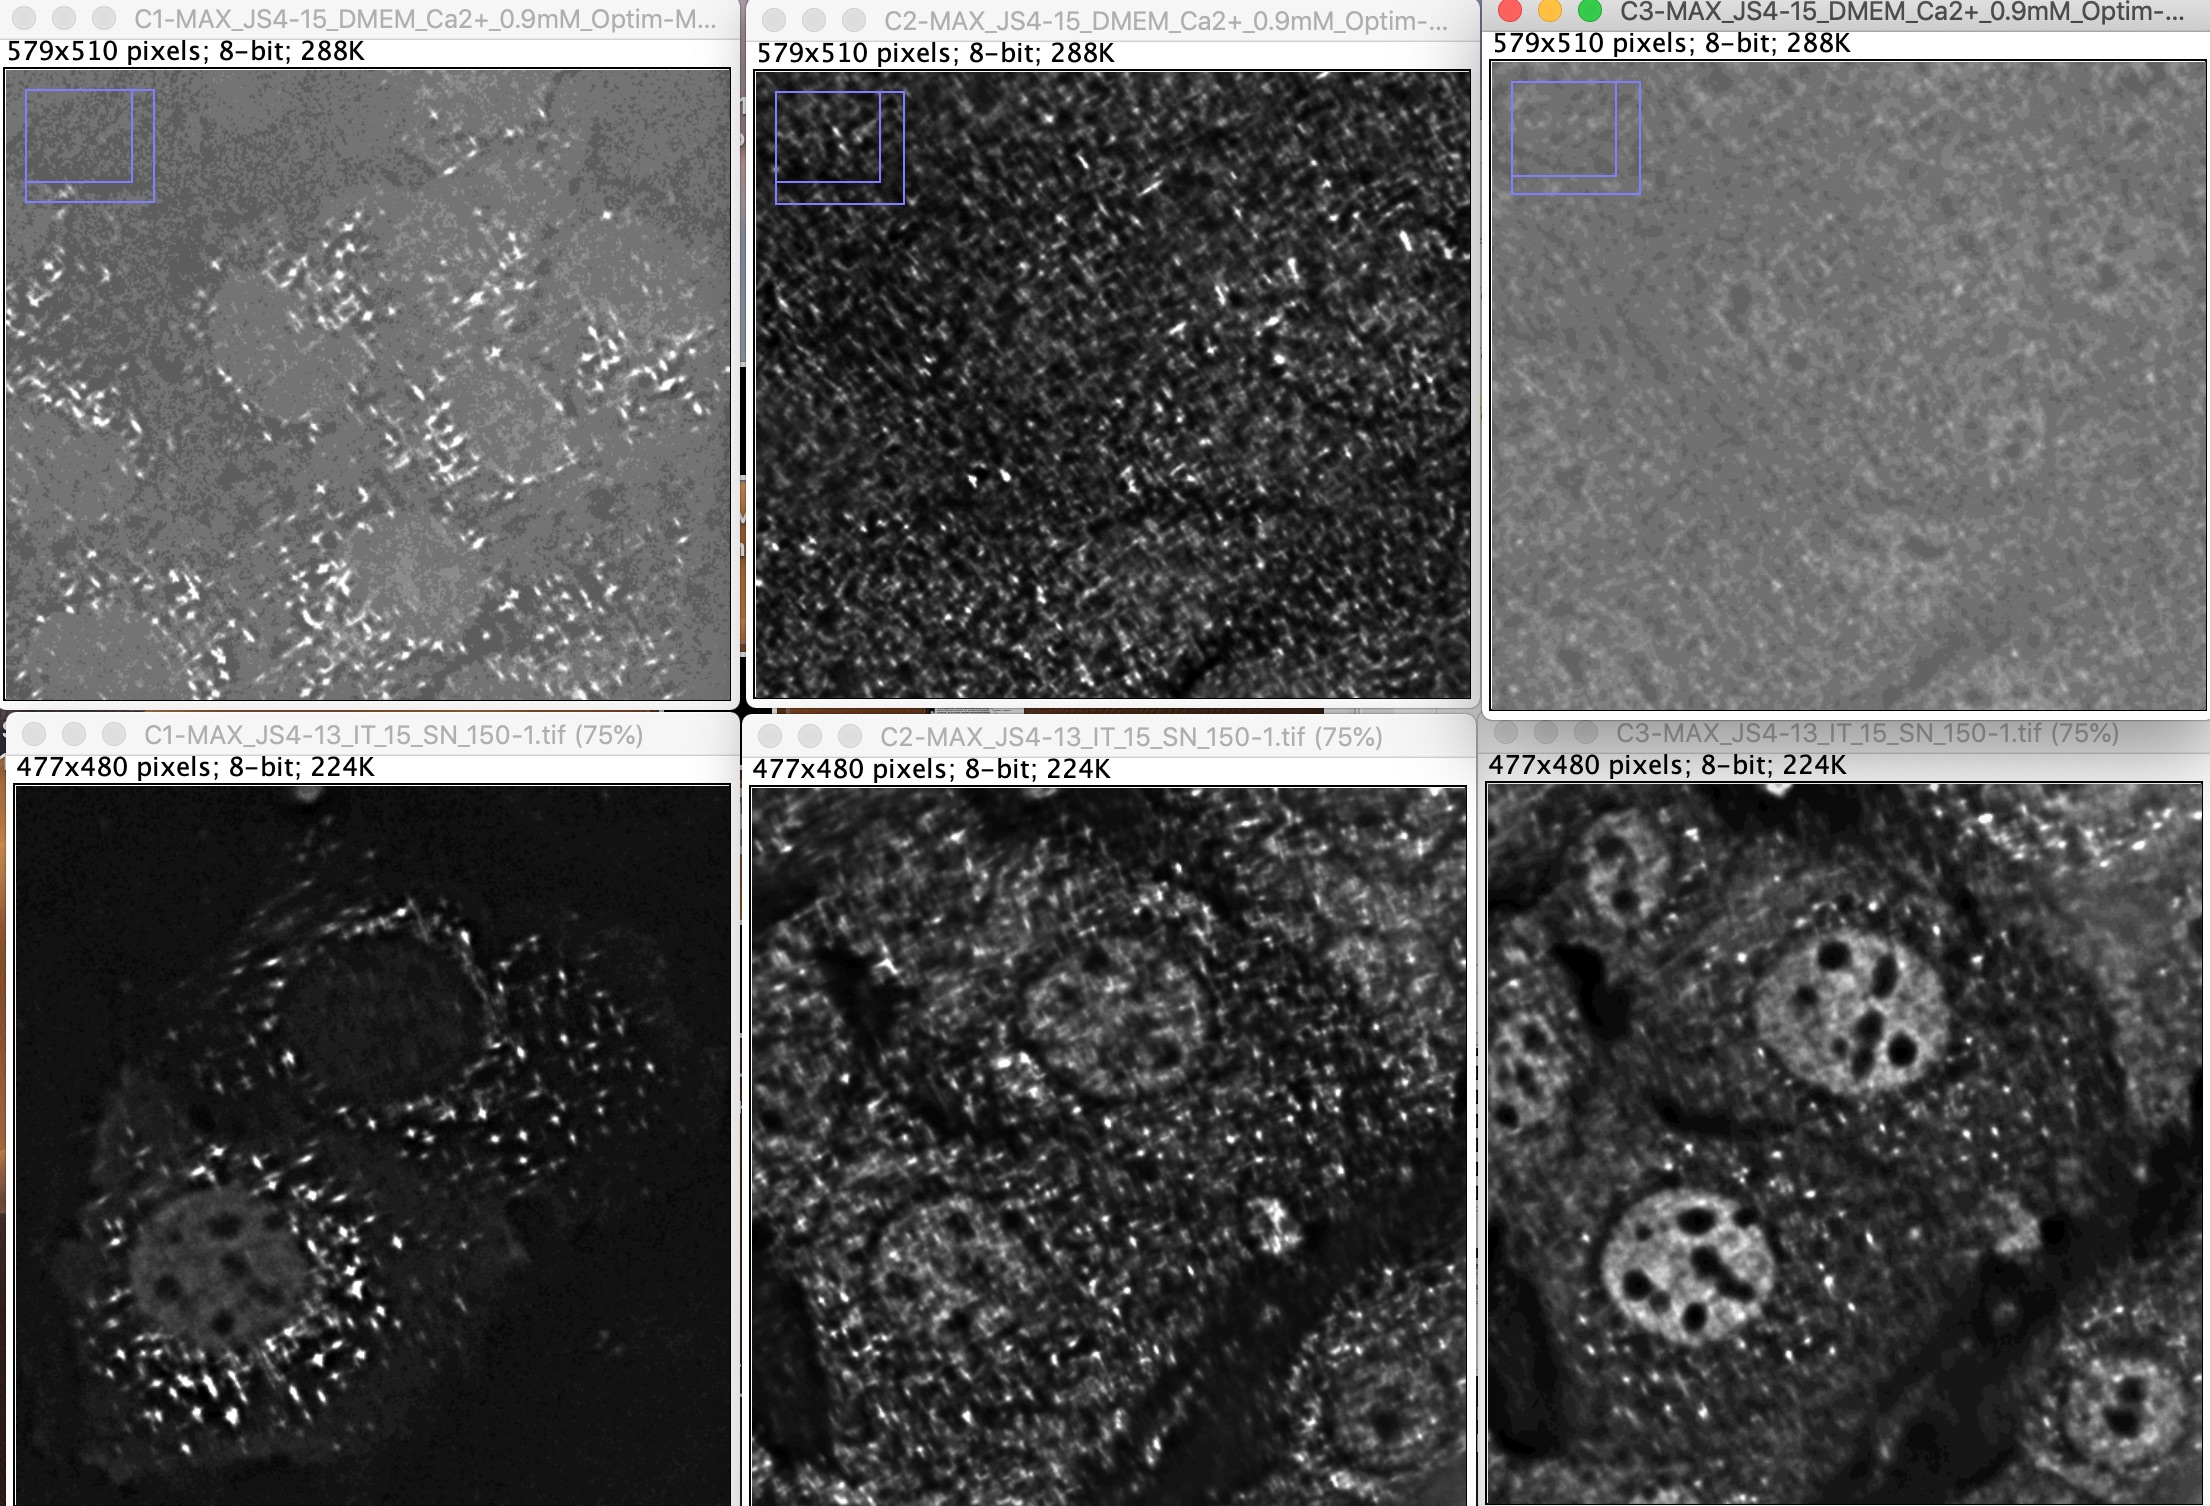 C1-MAX_JS4-15_DMEM_Ca2+_0.9mM_Optim-M...
579x510 pixels; 8-bit; 288K
C2-MAX_JS4-15_DMEM_Ca2+_0.9mM_Optim-...
579x510 pixels; 8-bit; 288K
C3-MAX_JS4-15_DMEM_Ca2+_0.9mM_Optim-...
579x510 pixels; 8-bit; 288K
C1-MAX_JS4-13_IT_15_SN_150-1.tif (75%)
477x480 pixels; 8-bit; 224K
C2-MAX_JS4-13_IT_15_SN_150-1.tif (75%)
477x480 pixels; 8-bit; 224K
C3-MAX_JS4-13_IT_15_SN_150-1.tif (75%)
477x480 pixels; 8-bit; 224K